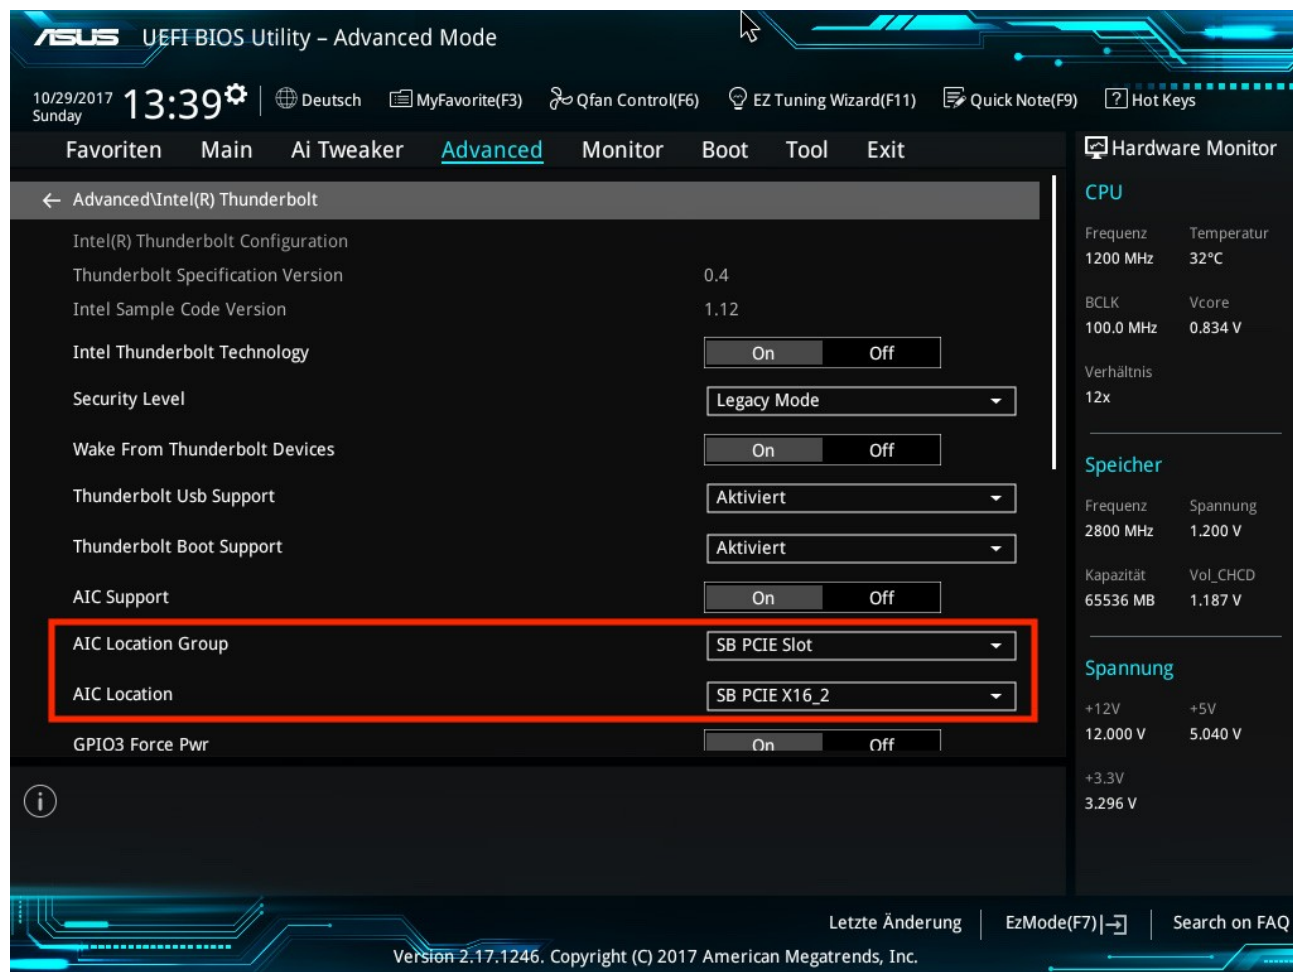 ASUS UEFI BIOS Utility – Advanced Mode
10/29/2017 Sunday 13:39 Deutsch MyFavorite(F3) Qfan Control(F6) EZ Tuning Wizard(F11) Quick Note(F9) ? Hot Keys
Favoriten Main Ai Tweaker Advanced Monitor Boot Tool Exit
← Advanced\Intel(R) Thunderbolt
Intel(R) Thunderbolt Configuration
Thunderbolt Specification Version 0.4
Intel Sample Code Version 1.12
Intel Thunderbolt Technology On Off
Security Level Legacy Mode
Wake From Thunderbolt Devices On Off
Thunderbolt Usb Support Aktiviert
Thunderbolt Boot Support Aktiviert
AIC Support On Off
AIC Location Group SB PCIE Slot
AIC Location SB PCIE X16_2
GPIO3 Force Pwr On Off
Hardware Monitor
CPU
Frequenz Temperatur
1200 MHz 32°C
BCLK Vcore
100.0 MHz 0.834 V
Verhältnis
12x
Speicher
Frequenz Spannung
2800 MHz 1.200 V
Kapazität Vol_CHCD
65536 MB 1.187 V
Spannung
+12V +5V
12.000 V 5.040 V
+3.3V
3.296 V
Letzte Änderung EzMode(F7) Search on FAQ
Version 2.17.1246. Copyright (C) 2017 American Megatrends, Inc.